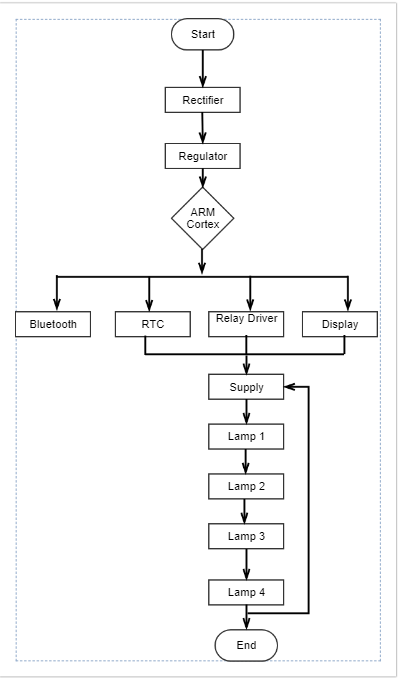 Start
Rectifier
Regulator
ARM
Cortex
Bluetooth
RTC
Relay Driver
Display
Supply
Lamp 1
Lamp 2
Lamp 3
Lamp 4
End